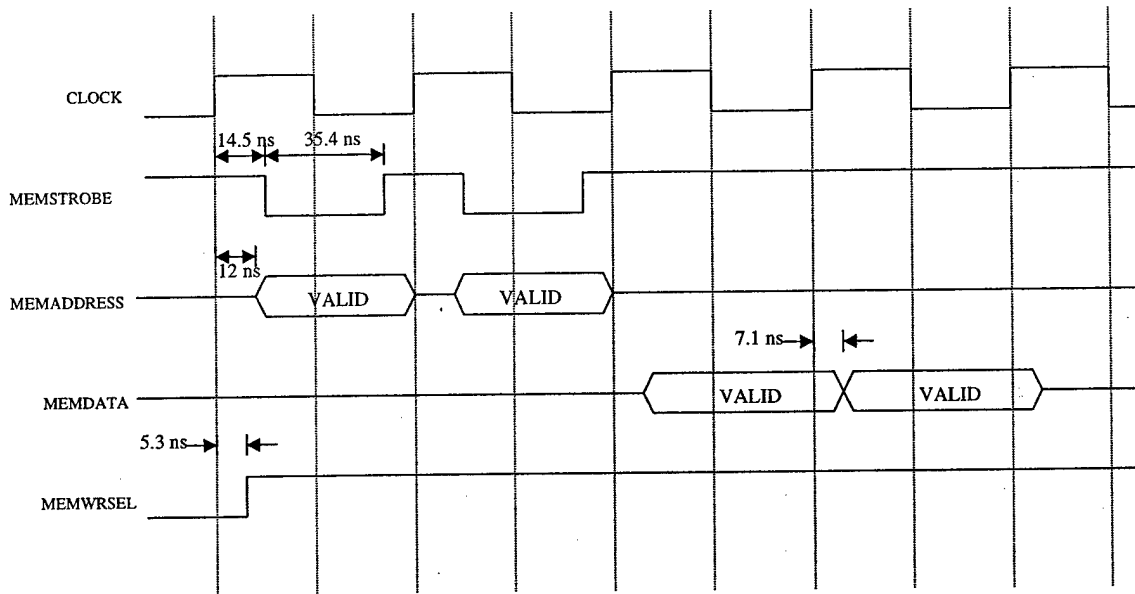 CLOCK
14.5 ns
35.4 ns
MEMSTROBE
12 ns
MEMADDRESS
VALID
VALID
7.1 ns
MEMDATA
VALID
VALID
5.3 ns
MEMWRSEL